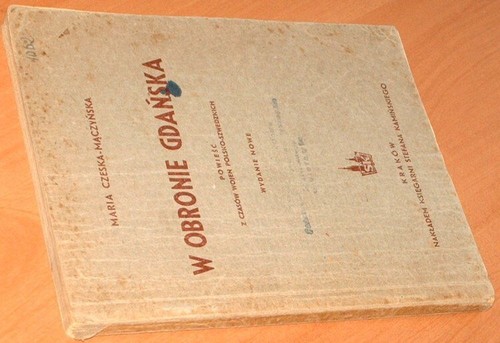 MARIA CZESKA-MĄCZYŃSKA
W OBRONIE GDAŃSKA
POWIEŚĆ
Z CZASÓW WOJEN POLSKO-SZWEDZKICH
WYDANIE NOWE
KRAKÓW
NAKŁADEM KSIĘGARNI STEFANA KAMIŃSKIEGO